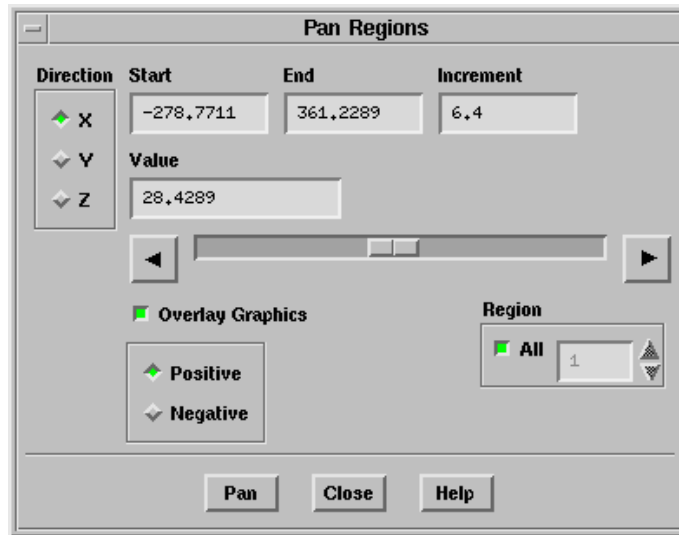 Pan Regions
Direction Start End Increment
X -278.7711 361.2289 6.4
Y Value
Z 28.4289
Overlay Graphics Region
All 1
Positive
Negative
Pan Close Help